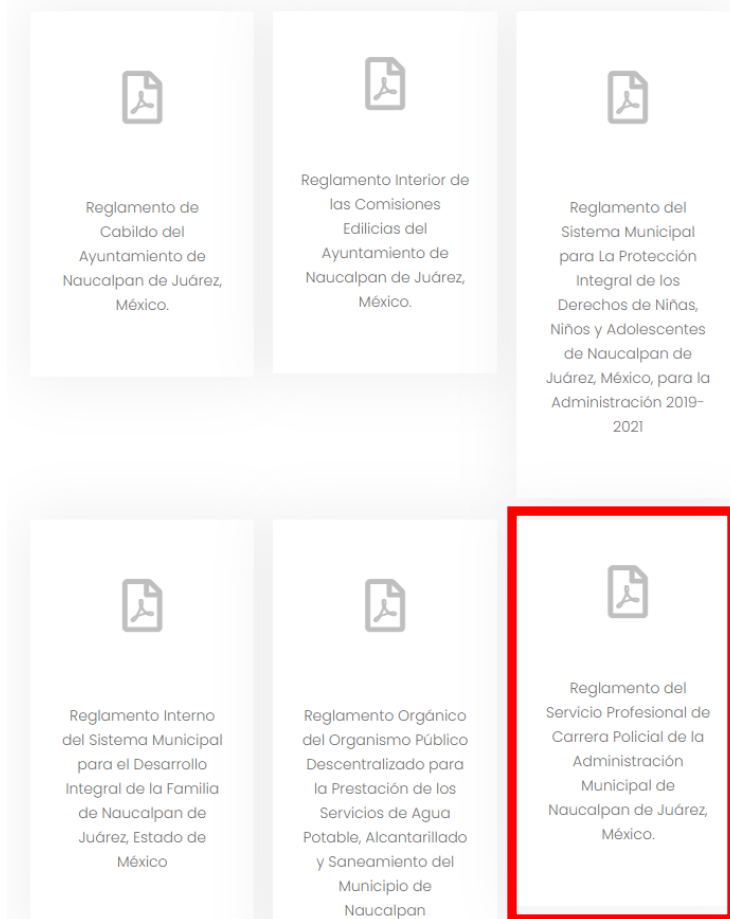 Reglamento de
Cabildo del
Ayuntamiento de
Naucalpan de Juárez,
México.
Reglamento Interior de
las Comisiones
Edilicias del
Ayuntamiento de
Naucalpan de Juárez,
México.
Reglamento del
Sistema Municipal
para La Protección
Integral de los
Derechos de Niñas,
Niños y Adolescentes
de Naucalpan de
Juárez, México, para la
Administración 2019-
2021
Reglamento Interno
del Sistema Municipal
para el Desarrollo
Integral de la Familia
de Naucalpan de
Juárez, Estado de
México
Reglamento Orgánico
del Organismo Público
Descentralizado para
la Prestación de los
Servicios de Agua
Potable, Alcantarillado
y Saneamiento del
Municipio de
Naucalpan
Reglamento del
Servicio Profesional de
Carrera Policial de la
Administración
Municipal de
Naucalpan de Juárez,
México.